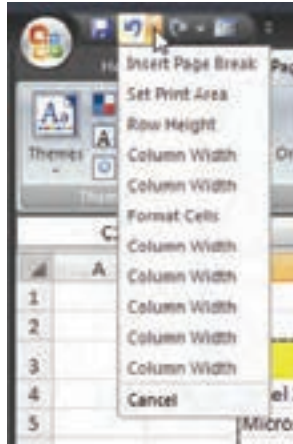 Insert Page Break
Set Print Area
Row Height
Column Width
Column Width
Format Cells
Column Width
Column Width
Column Width
Column Width
Column Width
Cancel
Themes
A
1
2
3
4
5
Micro